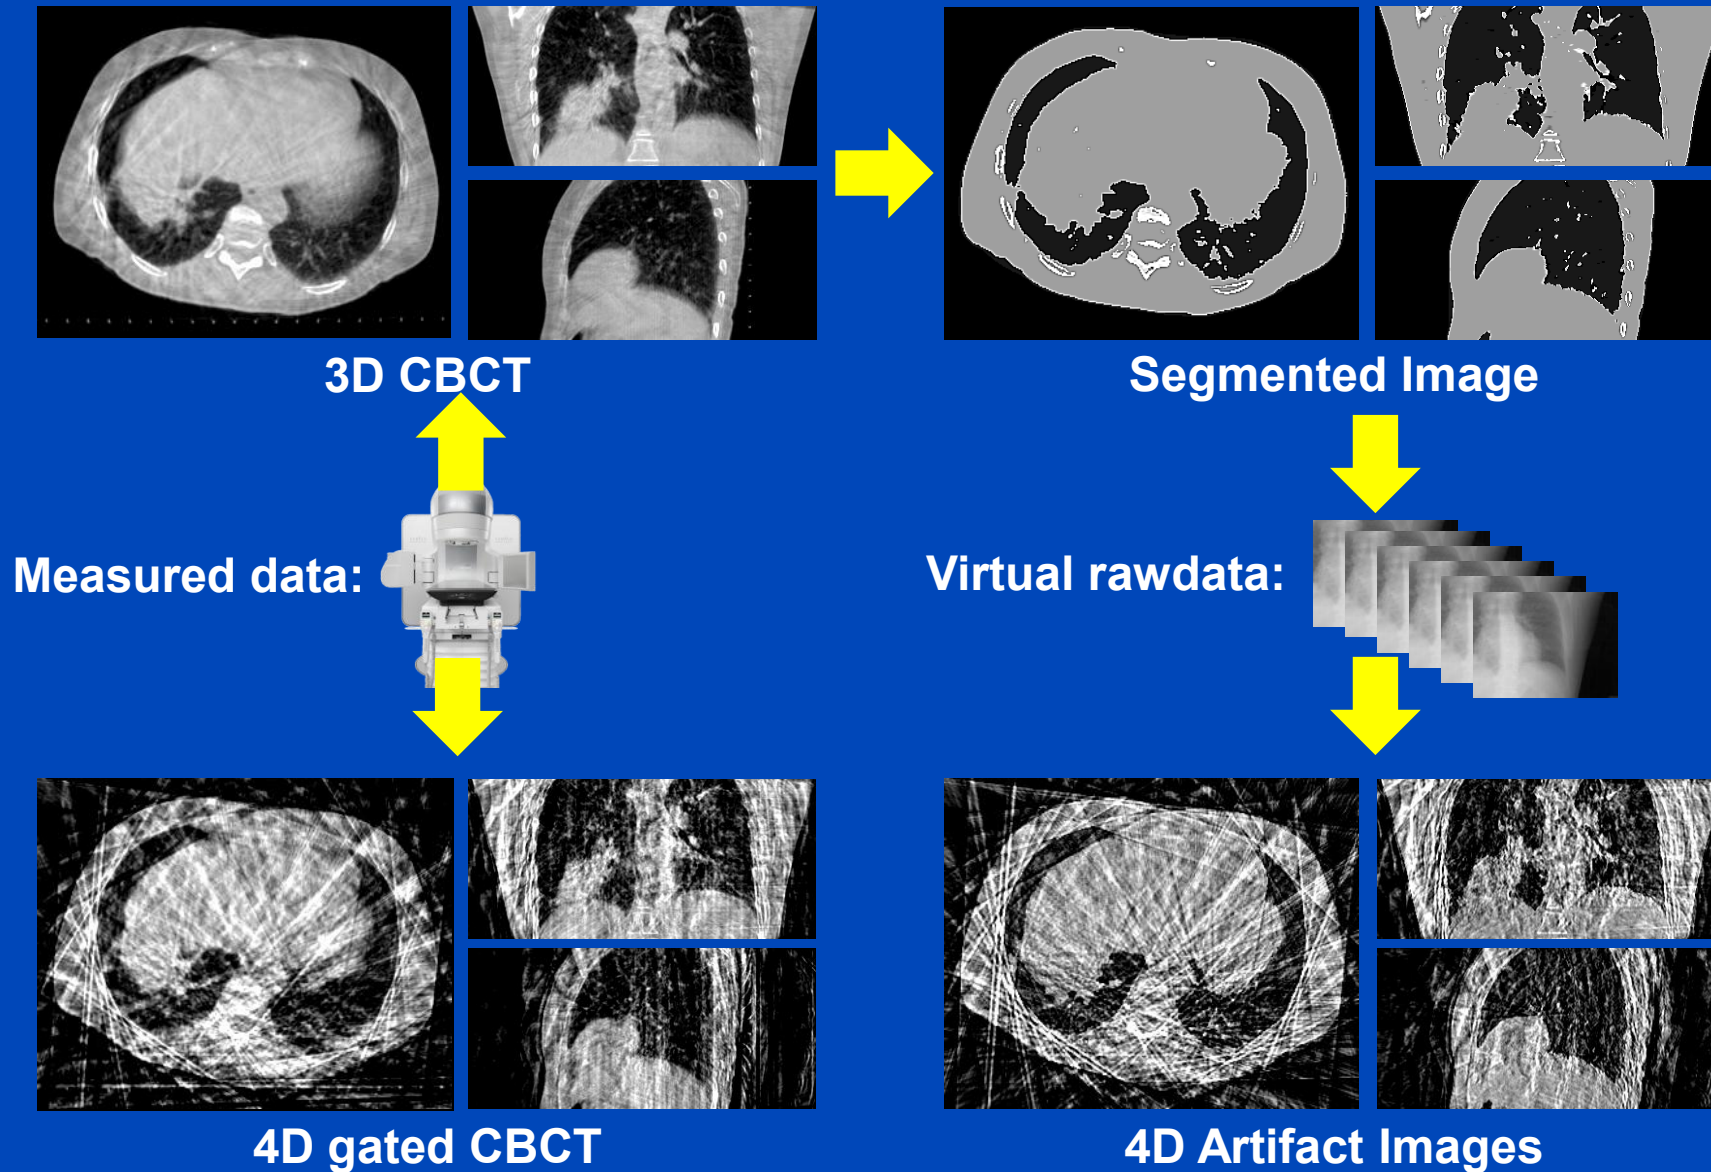 3D CBCT
Segmented Image
Measured data:
Virtual rawdata:
4D gated CBCT
4D Artifact Images